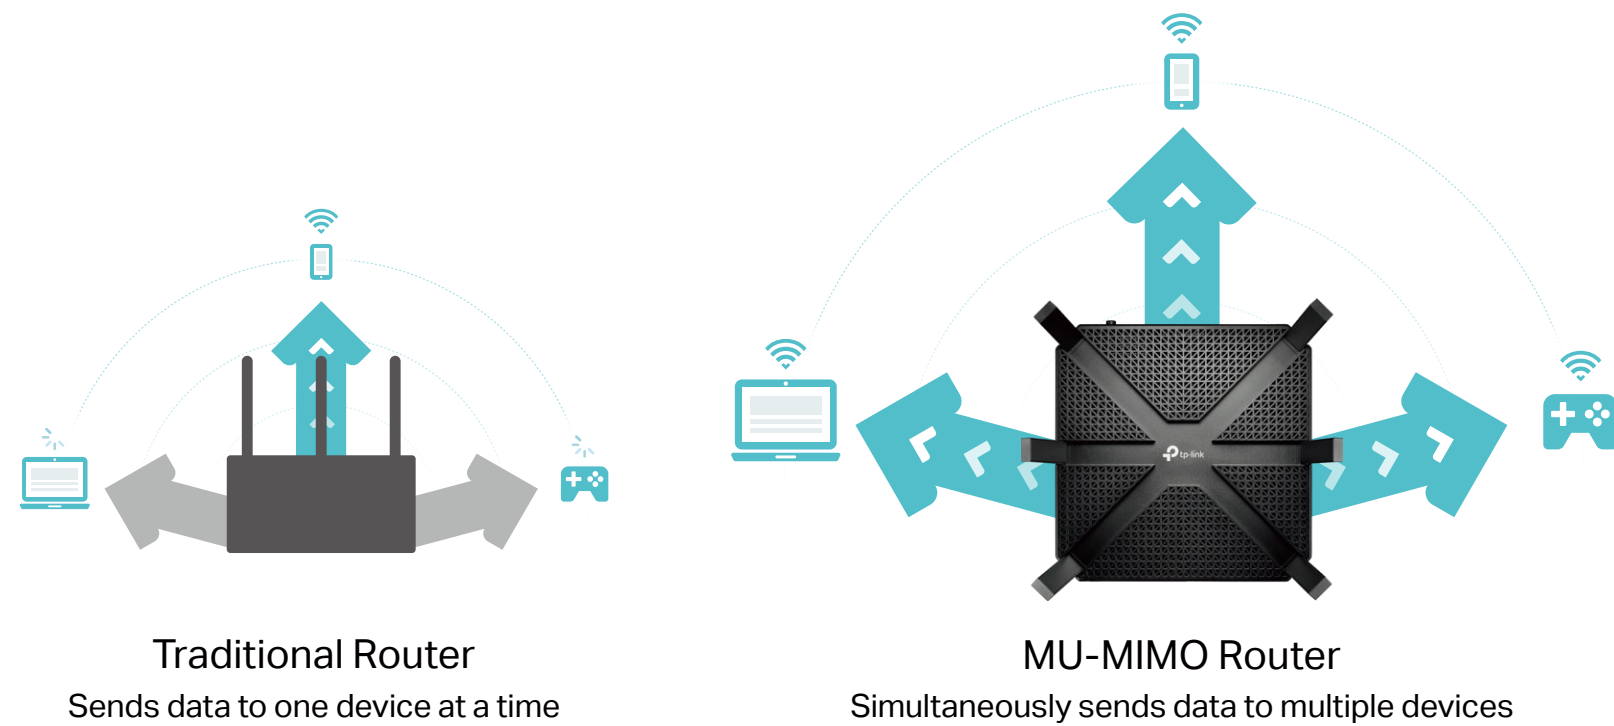 tp-link
Traditional Router
MU-MIMO Router
Sends data to one device at a time
Simultaneously sends data to multiple devices